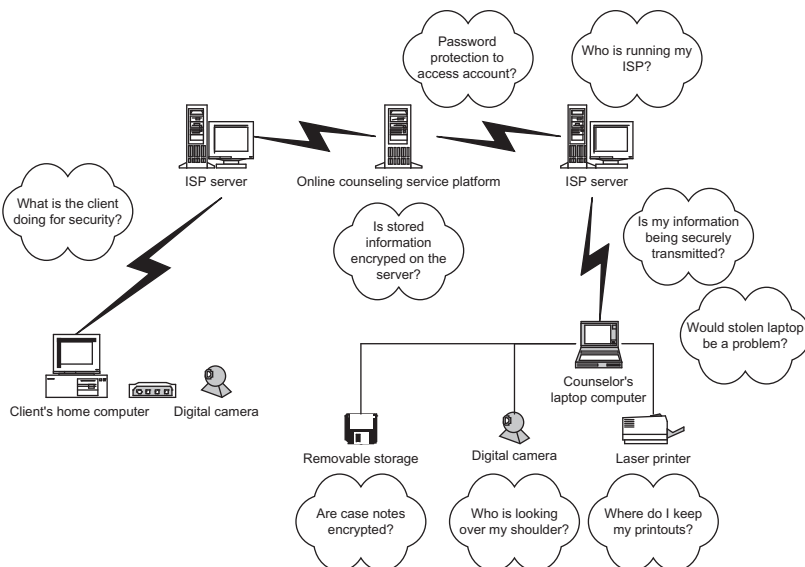 Password
protection to
access account?
Who is running my
ISP?
ISP server
Online counseling service platform
ISP server
What is the client
doing for security?
Is stored
information
encryped on the
server?
Is my information
being securely
transmitted?
Would stolen laptop
be a problem?
Counselor's
laptop computer
Client's home computer
Digital camera
Removable storage
Digital camera
Laser printer
Are case notes
encrypted?
Who is looking
over my shoulder?
Where do I keep
my printouts?